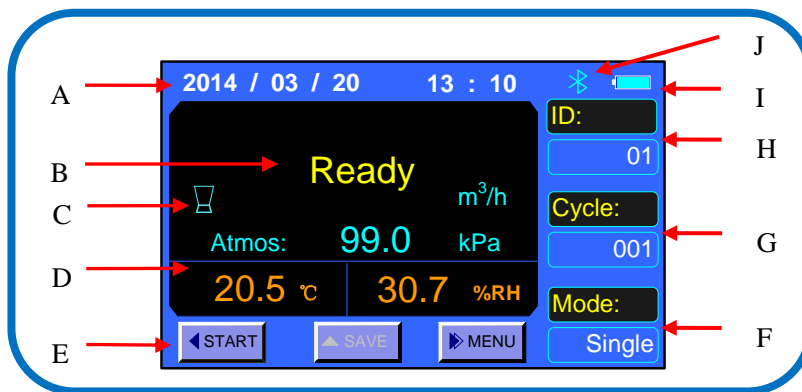 J
A
2014 / 03 / 20 13 : 10
I
ID:
H
01
B
Ready
m³/h
C
Cycle:
Atmos: 99.0 kPa
001
G
D
20.5 ℃ 30.7 %RH
Mode:
E
START SAVE MENU
Single
F